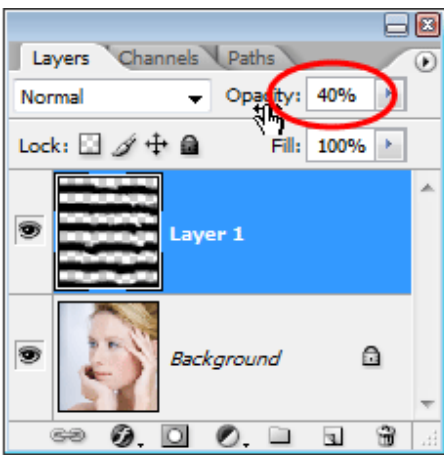 Layers Channels Paths
Normal Opacity: 40%
Lock: Fill: 100%
Layer 1
Background